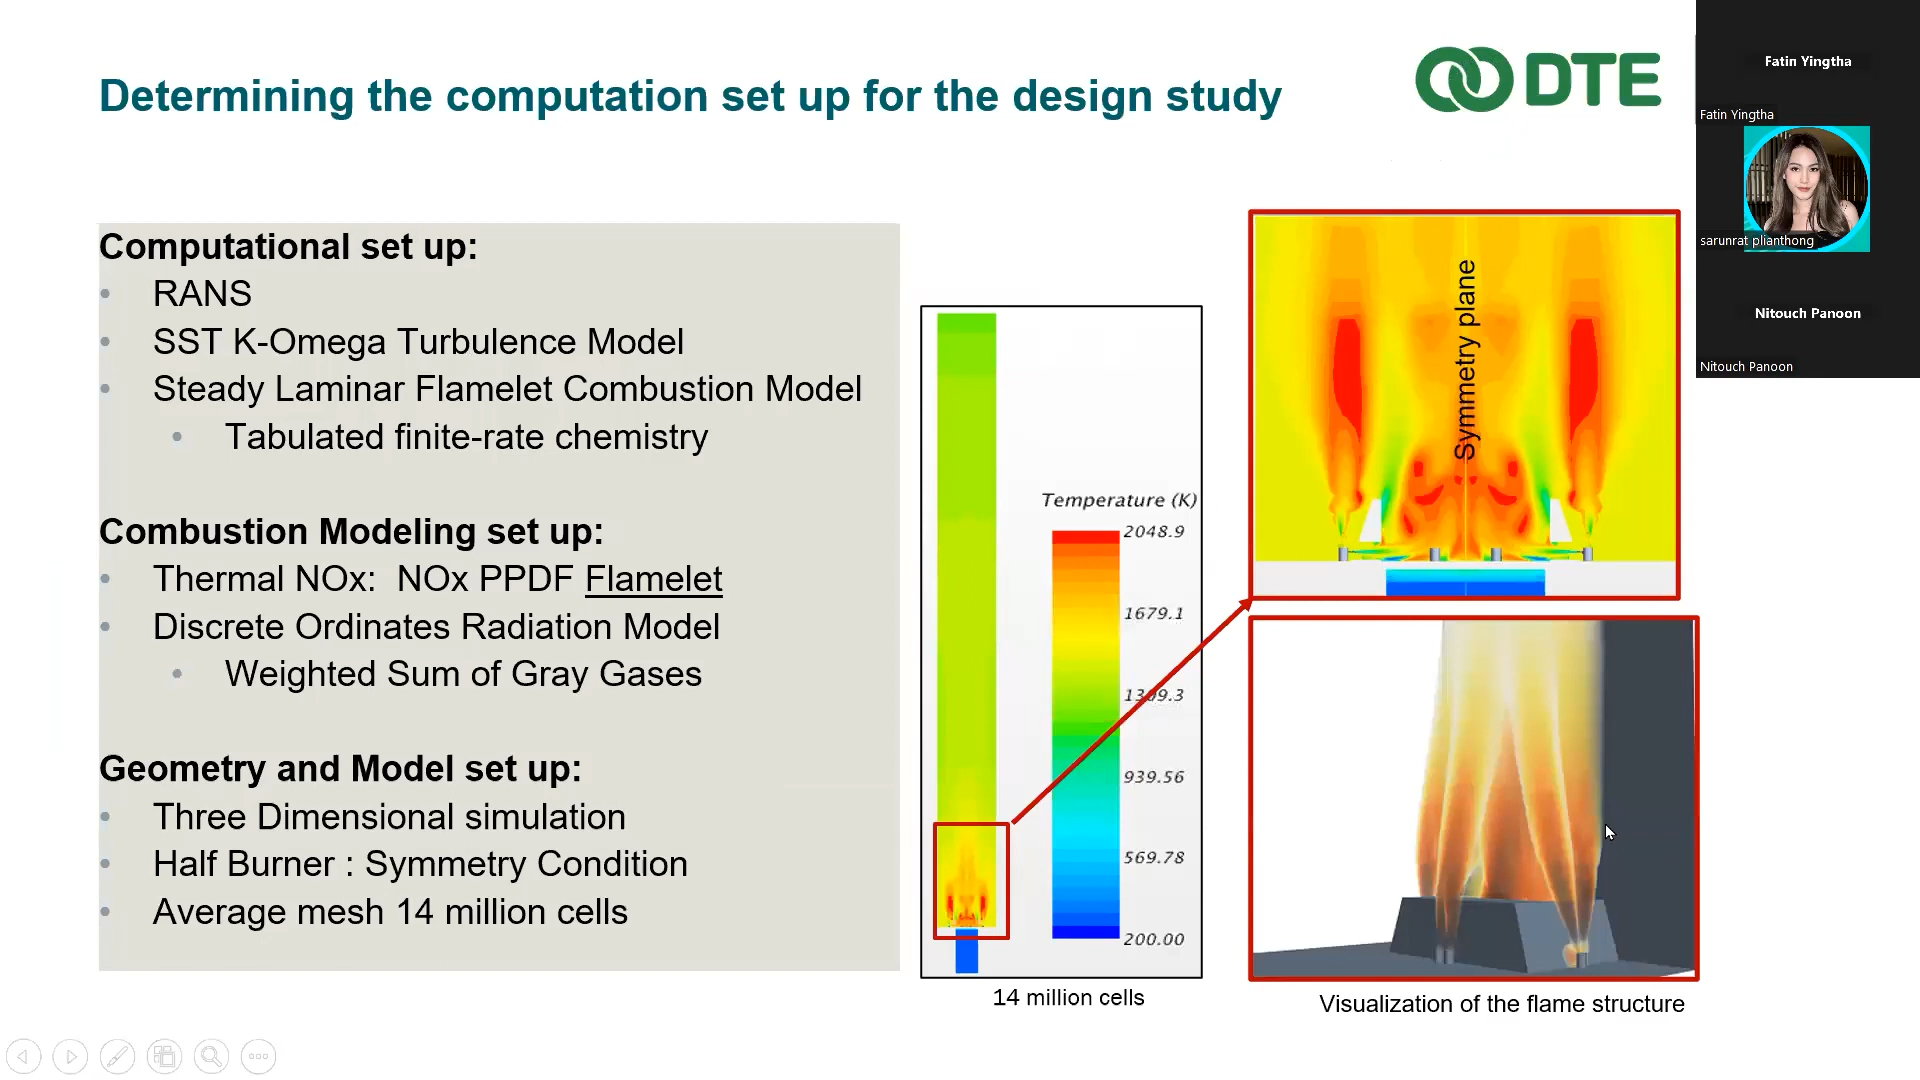 Determining the computation set up for the design study
DTE
Computational set up:
• RANS
• SST K-Omega Turbulence Model
• Steady Laminar Flamelet Combustion Model
• Tabulated finite-rate chemistry
Combustion Modeling set up:
• Thermal NOx: NOx PPDF Flamelet
• Discrete Ordinates Radiation Model
• Weighted Sum of Gray Gases
Geometry and Model set up:
• Three Dimensional simulation
• Half Burner : Symmetry Condition
• Average mesh 14 million cells
Temperature (K)
2048.9
1679.1
1309.3
939.56
569.78
200.00
14 million cells
Symmetry plane
Visualization of the flame structure
Fatin Yingtha
Fatin Yingtha
sarunrat plianthong
Nitouch Panoon
Nitouch Panoon